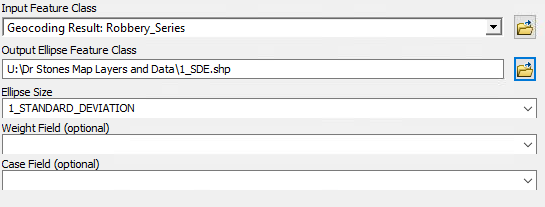 Input Feature Class
Geocoding Result: Robbery_Series
Output Ellipse Feature Class
U:\Dr Stones Map Layers and Data\1_SDE.shp
Ellipse Size
1_STANDARD_DEVIATION
Weight Field (optional)
Case Field (optional)